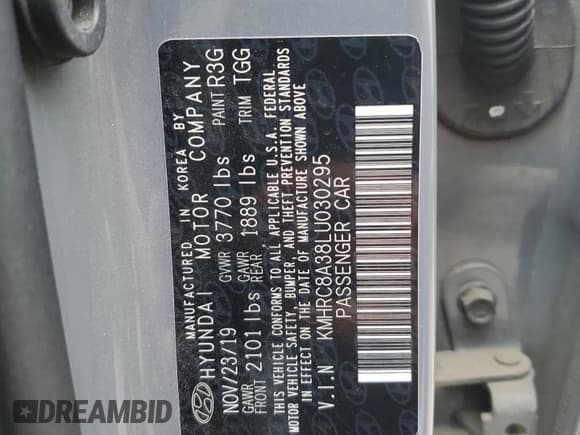 MANUFACTURED IN KOREA BY
HYUNDAI MOTOR COMPANY
NOV/23/19 GVWR 3770 lbs PAINT R3G
GAWR FRONT 2101 lbs GAWR REAR 1889 lbs TRIM TGG
THIS VEHICLE CONFORMS TO ALL APPLICABLE U.S.A. FEDERAL
MOTOR VEHICLE SAFETY, BUMPER, AND THEFT PREVENTION STANDARDS
IN EFFECT ON THE DATE OF MANUFACTURE SHOWN ABOVE
V.I.N KMHRC8A38LU030295
PASSENGER CAR
DREAMBID